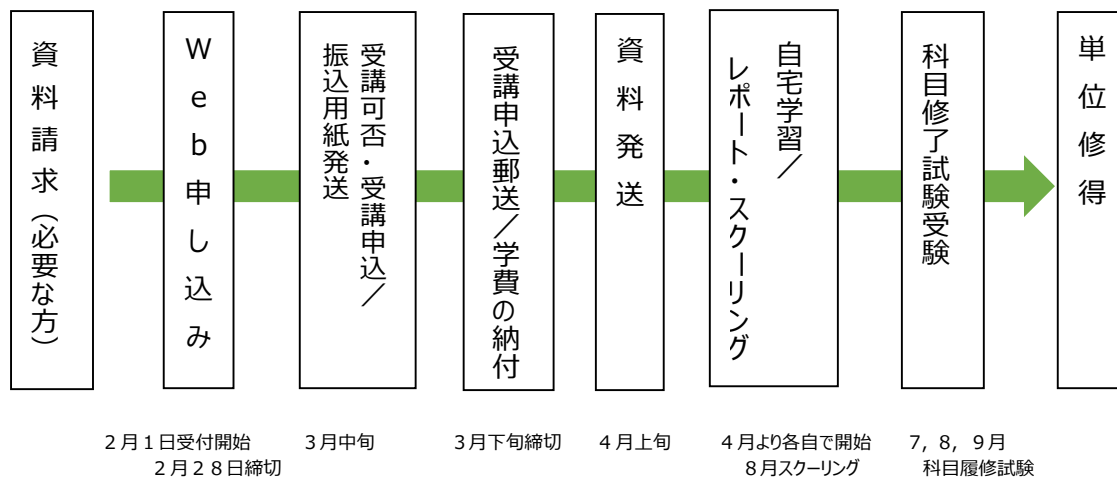 資料請求（必要な方）
Web申し込み
受講可否・受講申込／
振込用紙発送
受講申込郵送／学費の納付
資料発送
自宅学習／
レポート・スクーリング
科目修了試験受験
単位修得
２月１日受付開始
２月２８日締切
３月中旬
３月下旬締切
４月上旬
４月より各自で開始
８月スクーリング
7，8，９月
科目履修試験